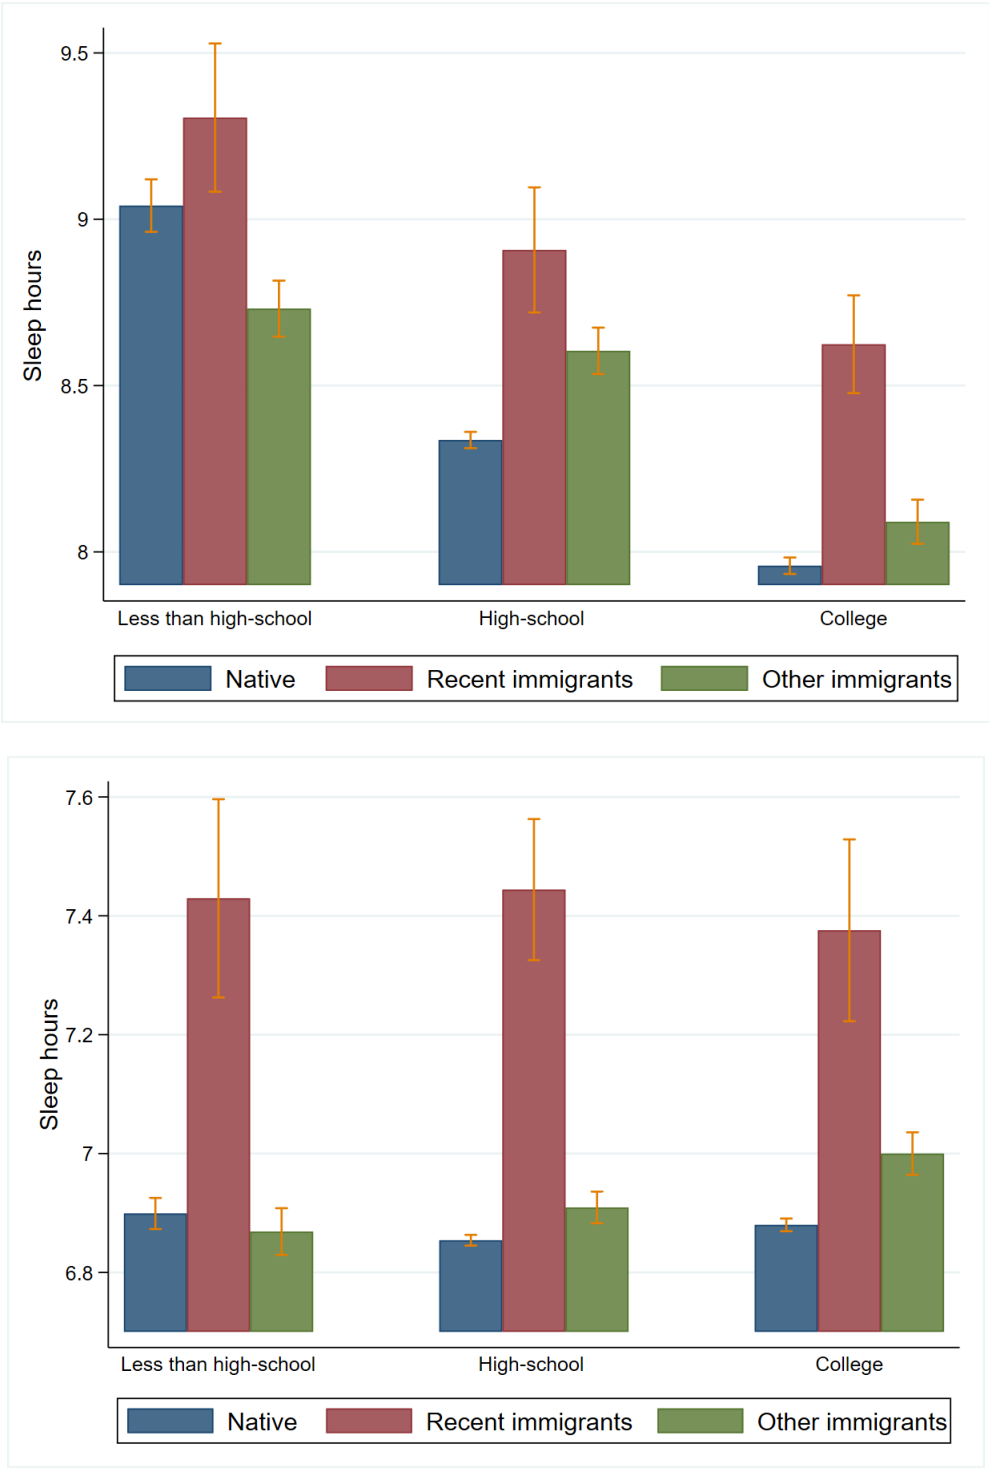 Sleep hours
9.5
9
8.5
8
Less than high-school High-school College
Native Recent immigrants Other immigrants
Sleep hours
7.6
7.4
7.2
7
6.8
Less than high-school High-school College
Native Recent immigrants Other immigrants